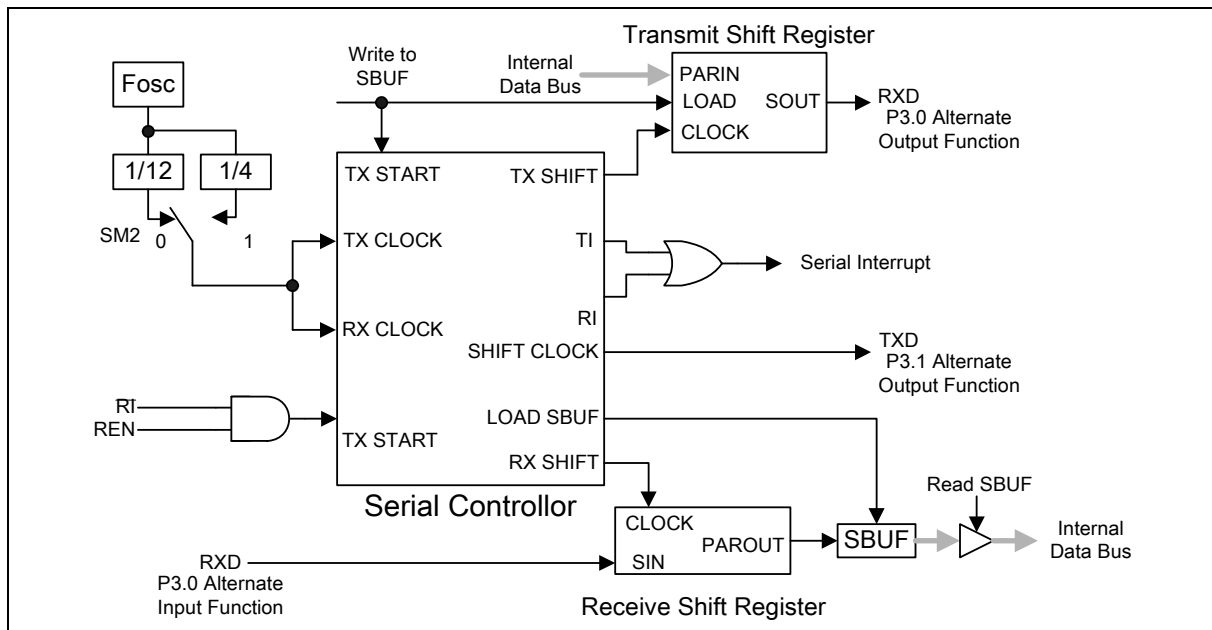 Transmit Shift Register
Write to
SBUF
Internal
Data Bus
PARIN
LOAD
SOUT
CLOCK
RXD
P3.0 Alternate
Output Function
Fosc
1/12
1/4
SM2
0
1
TX START
TX SHIFT
TX CLOCK
TI
Serial Interrupt
RX CLOCK
RI
SHIFT CLOCK
TXD
P3.1 Alternate
Output Function
RI
REN
TX START
LOAD SBUF
RX SHIFT
Serial Controllor
Read SBUF
CLOCK
PAROUT
SIN
SBUF
Internal
Data Bus
RXD
P3.0 Alternate
Input Function
Receive Shift Register